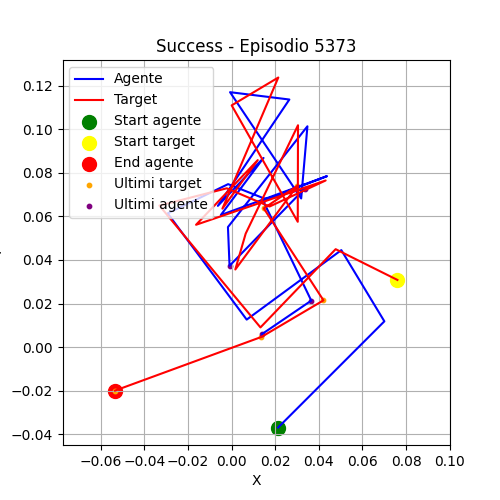 Success - Episodio 5373
Agente
Target
Start agente
Start target
End agente
Ultimi target
Ultimi agente
0.12
0.10
0.08
0.06
0.04
0.02
0.00
−0.02
−0.04
−0.06 −0.04 −0.02 0.00 0.02 0.04 0.06 0.08 0.10
X